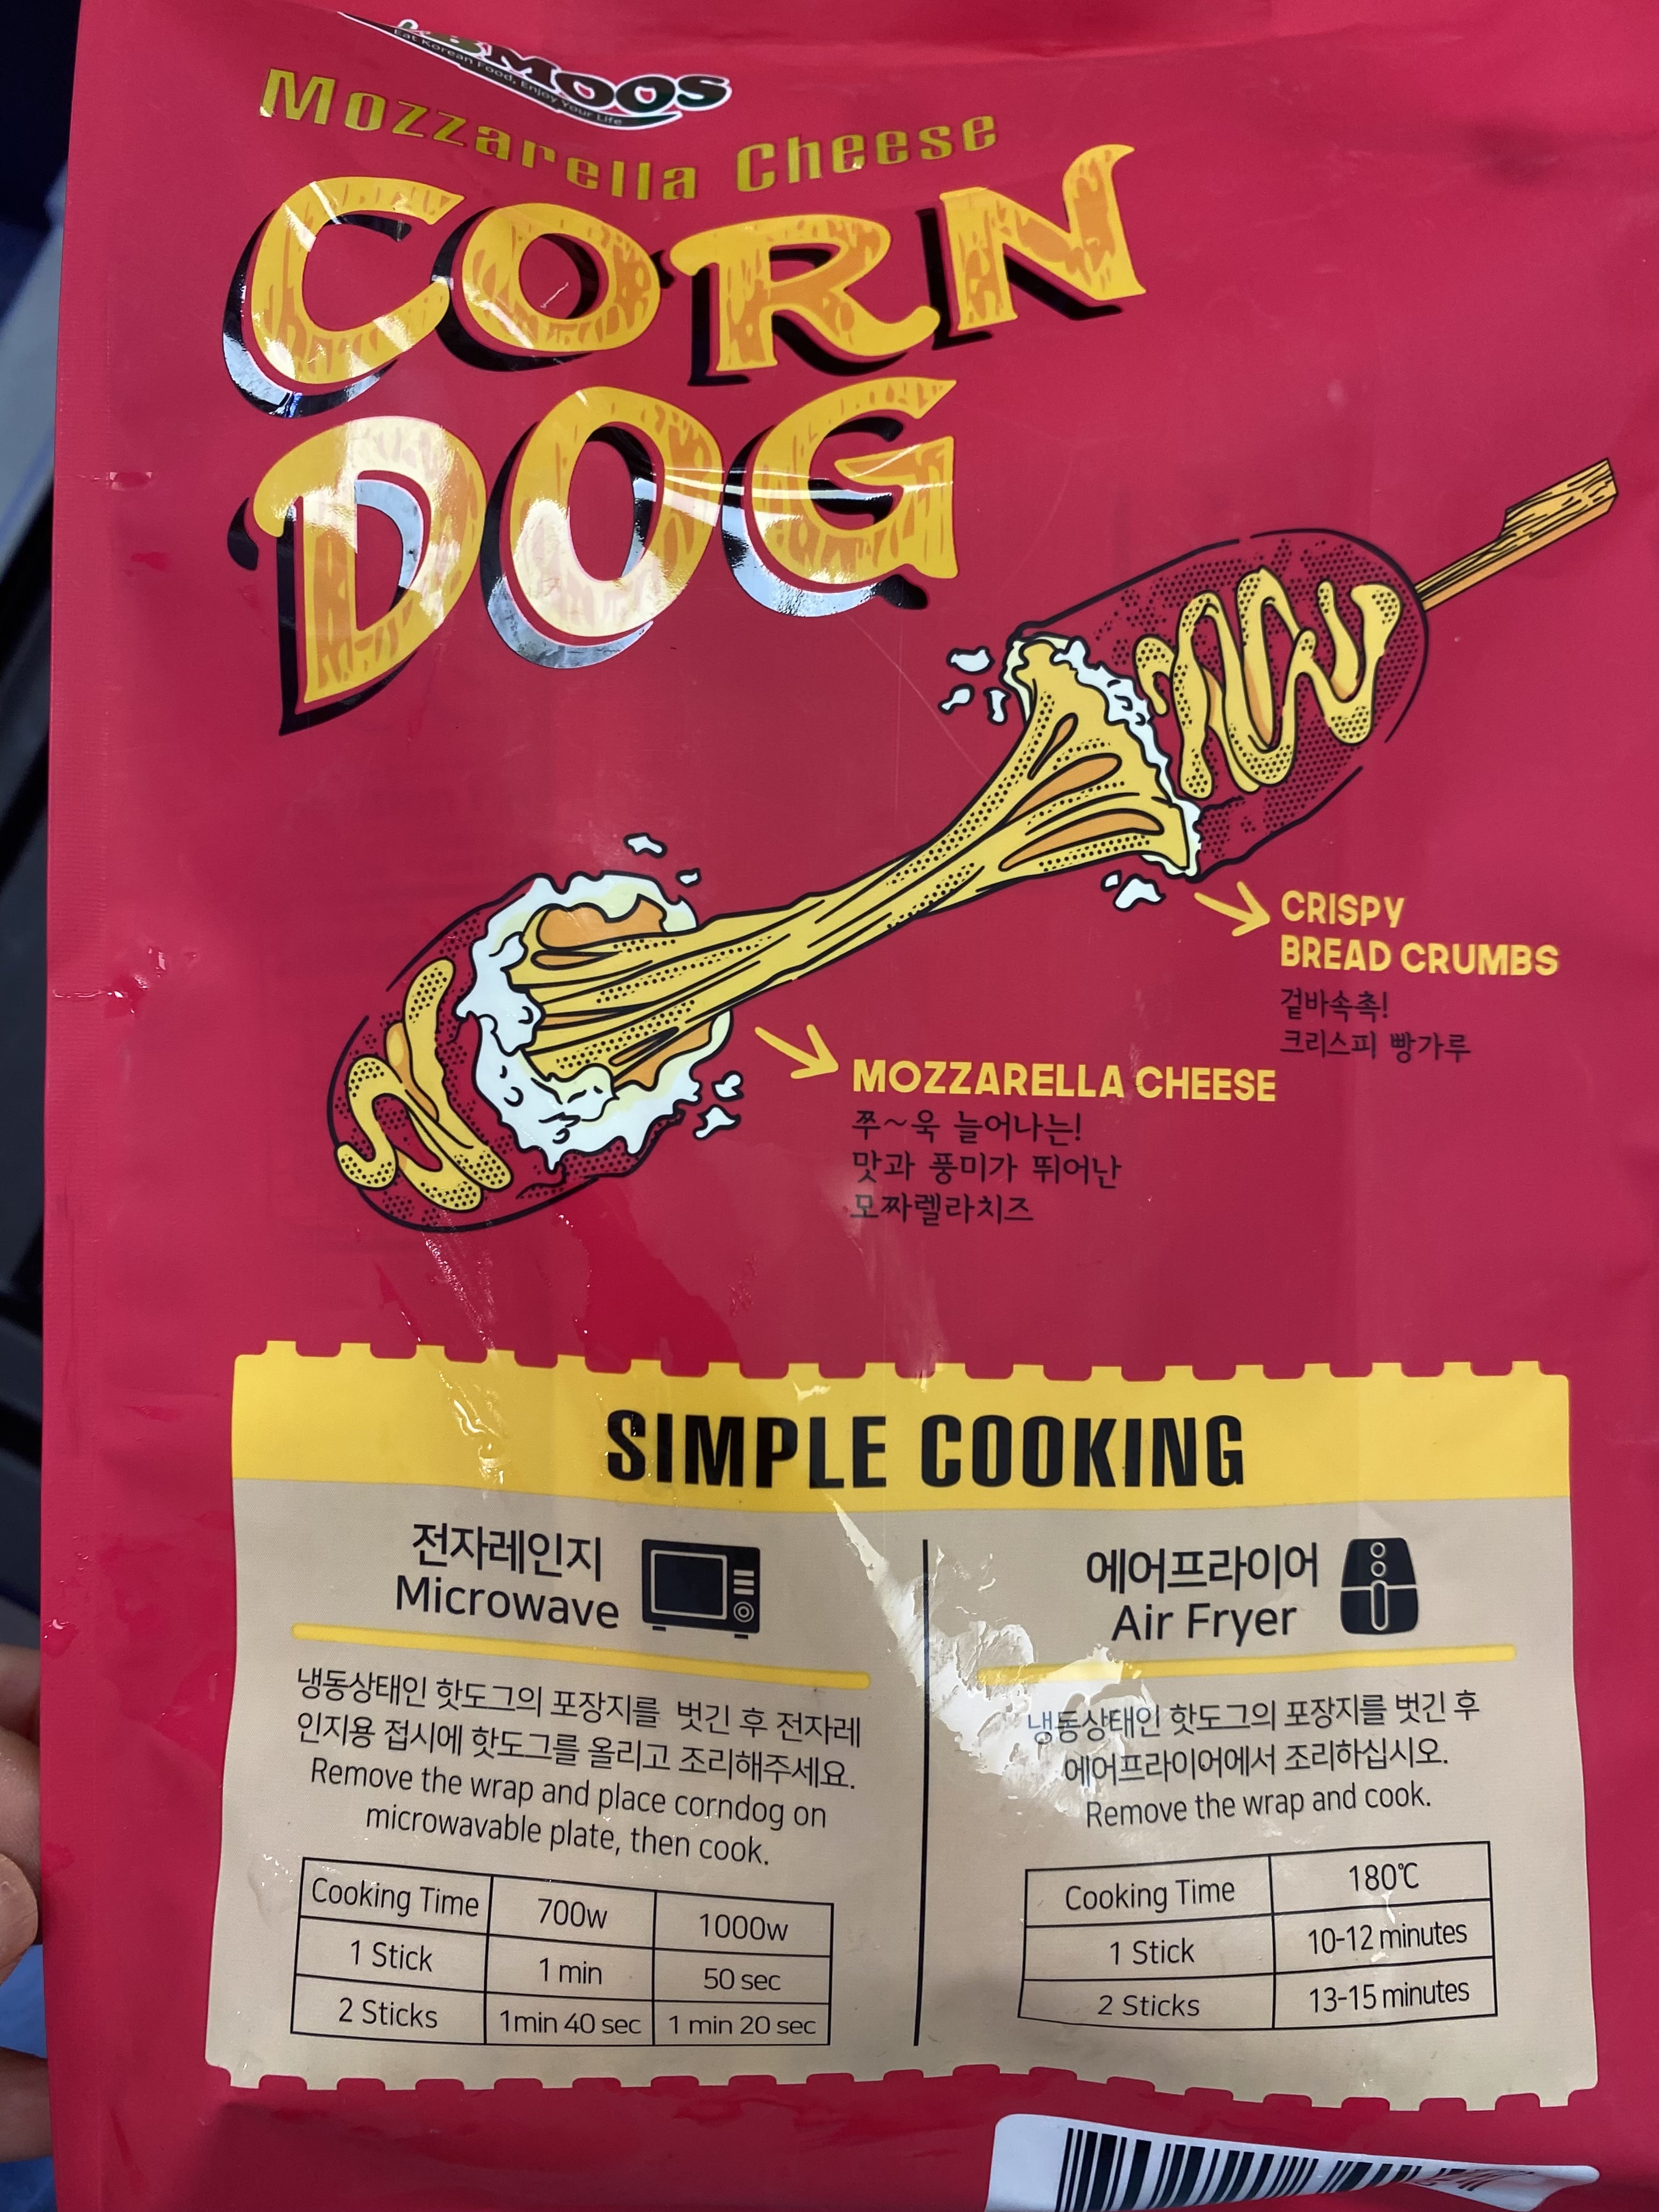 MOOS
Eat Korean Food, Enjoy Your Life
Mozzarella Cheese
CORN
DOG
CRISPY
BREAD CRUMBS
겉바속촉!
크리스피 빵가루
MOZZARELLA CHEESE
쭈~욱 늘어나는!
맛과 풍미가 뛰어난
모짜렐라치즈
SIMPLE COOKING
전자레인지
Microwave
냉동상태인 핫도그의 포장지를 벗긴 후 전자레
인지용 접시에 핫도그를 올리고 조리해주세요.
Remove the wrap and place corndog on
microwavable plate, then cook.
Cooking Time 700w 1000w
1 Stick 1 min 50 sec
2 Sticks 1min 40 sec 1 min 20 sec
에어프라이어
Air Fryer
냉동상태인 핫도그의 포장지를 벗긴 후
에어프라이어에서 조리하십시오.
Remove the wrap and cook.
Cooking Time 180℃
1 Stick 10-12 minutes
2 Sticks 13-15 minutes